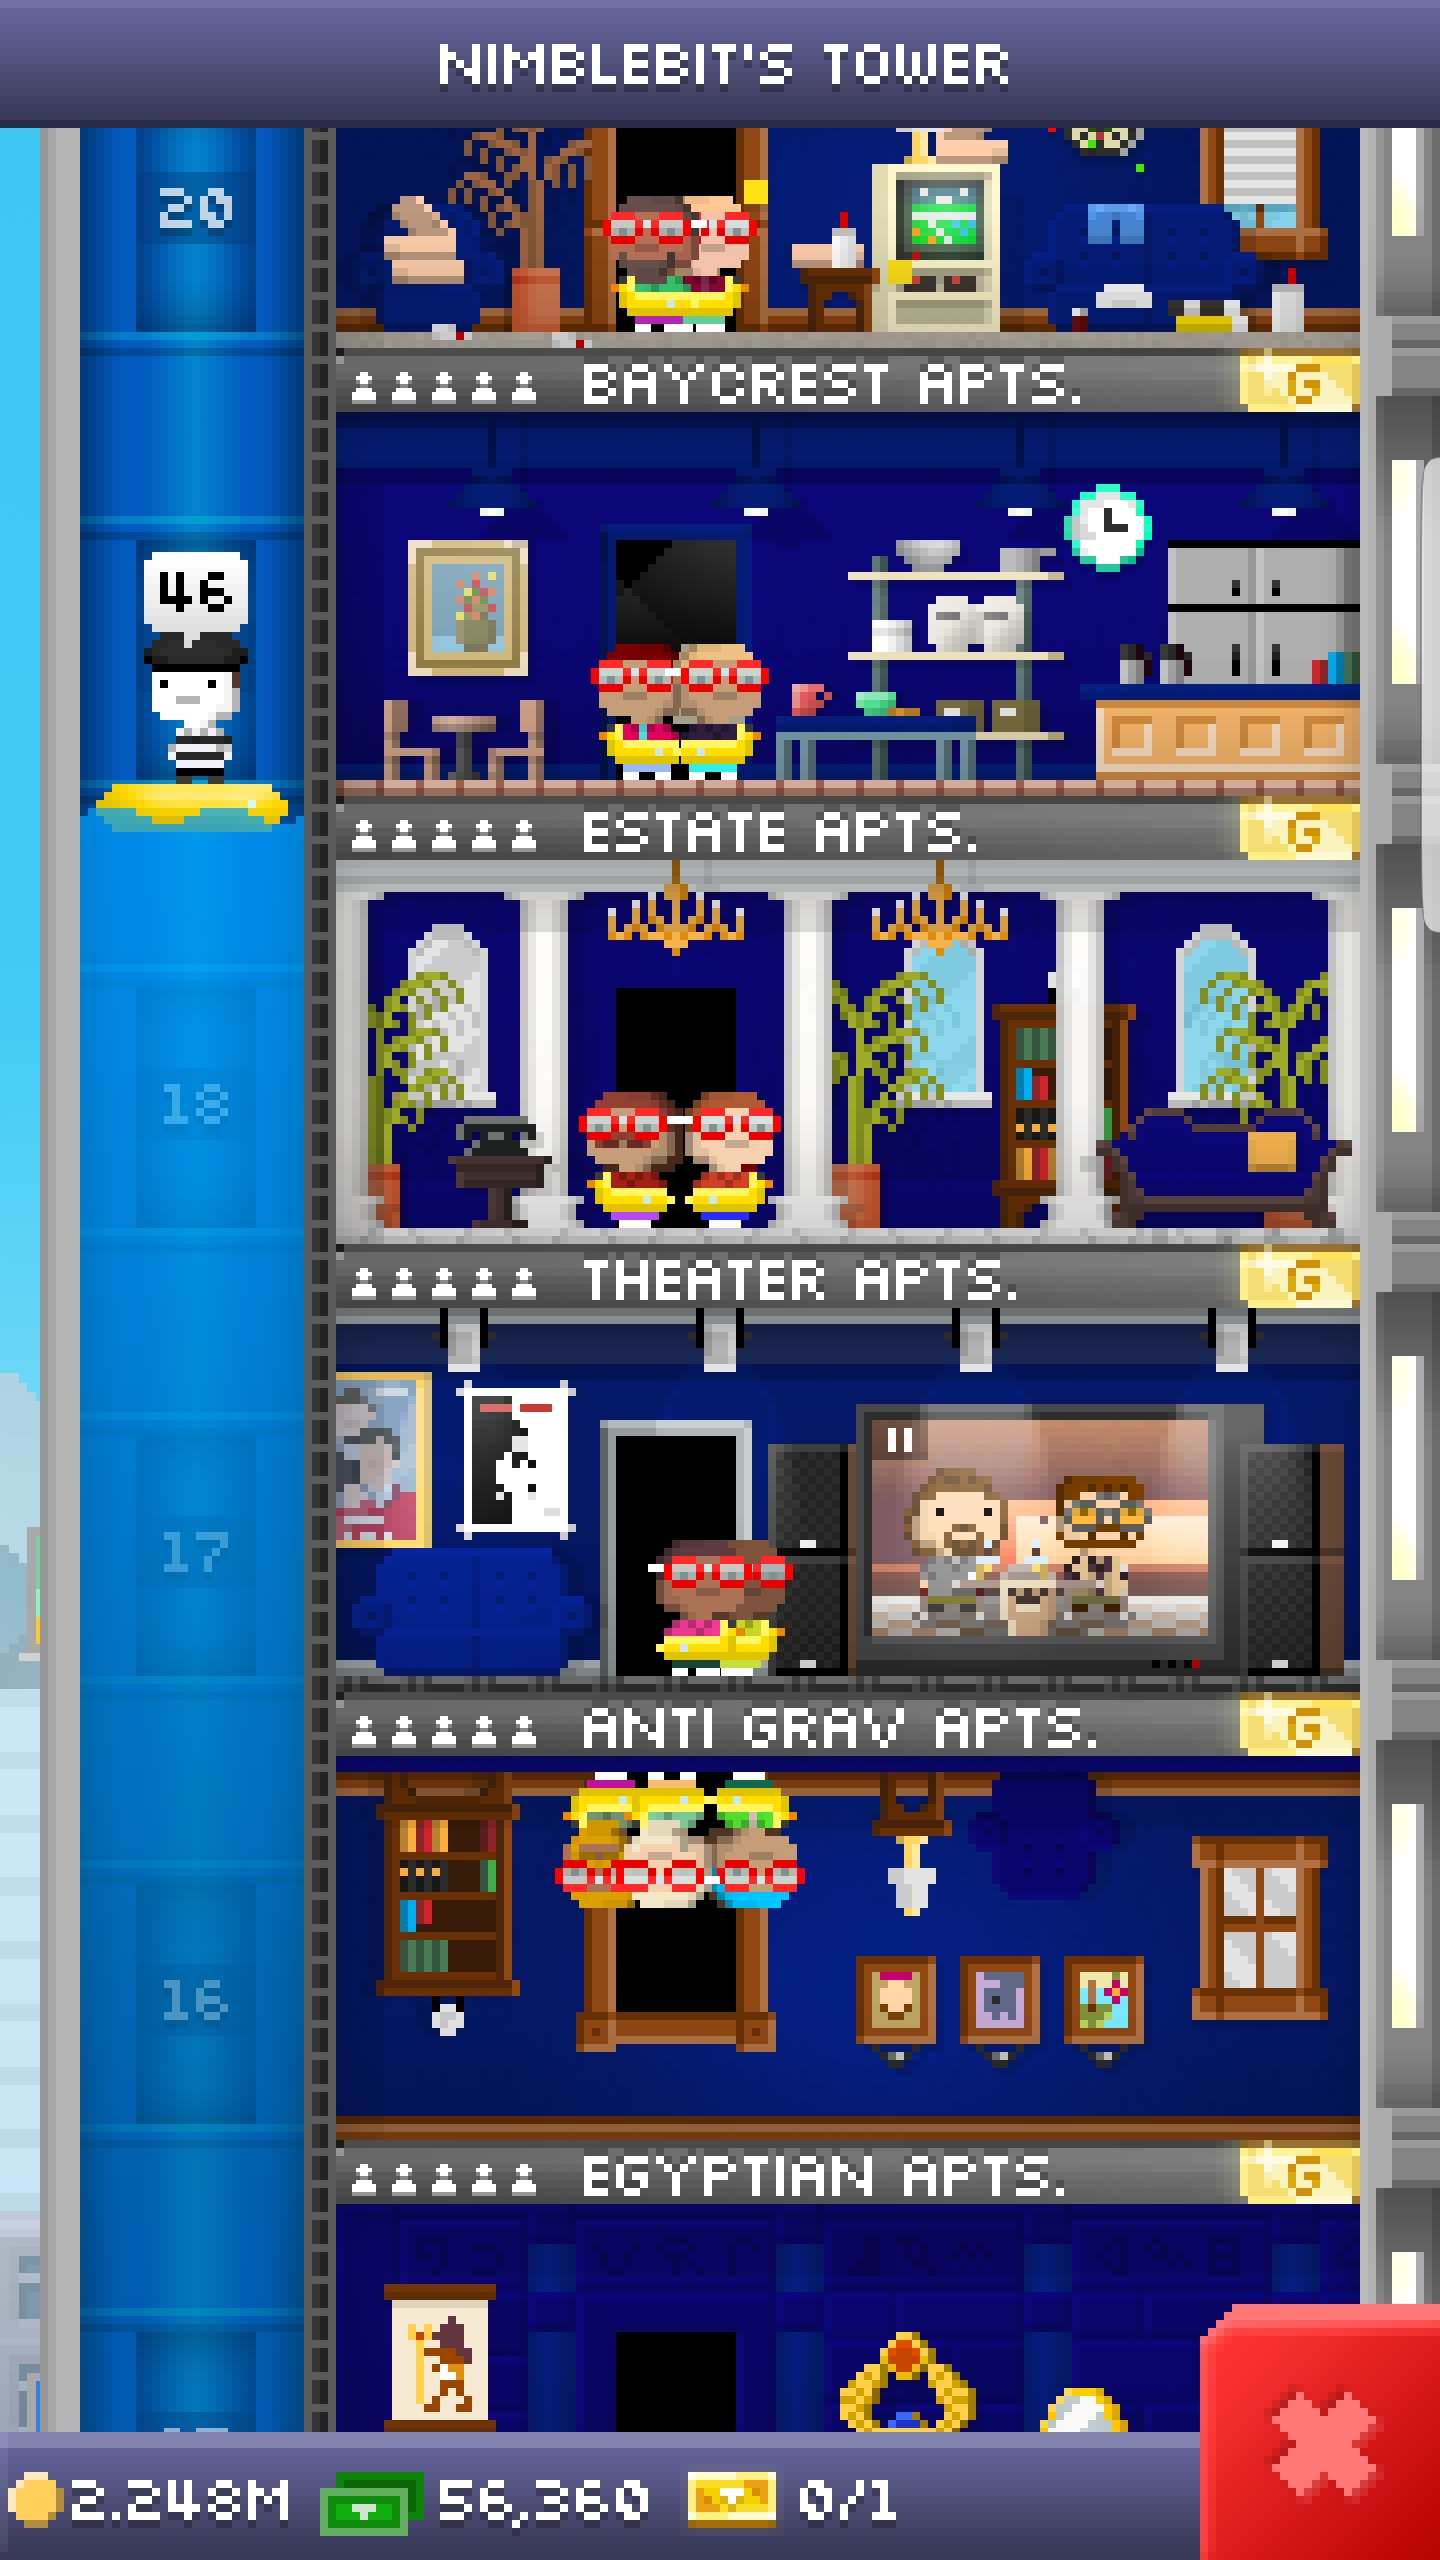 NIMBLEBIT'S TOWER
20
BAYCREST APTS. G
46
ESTATE APTS. G
18
THEATER APTS. G
17
ANTI GRAV APTS. G
16
EGYPTIAN APTS. G
2.248M 56,360 0/1